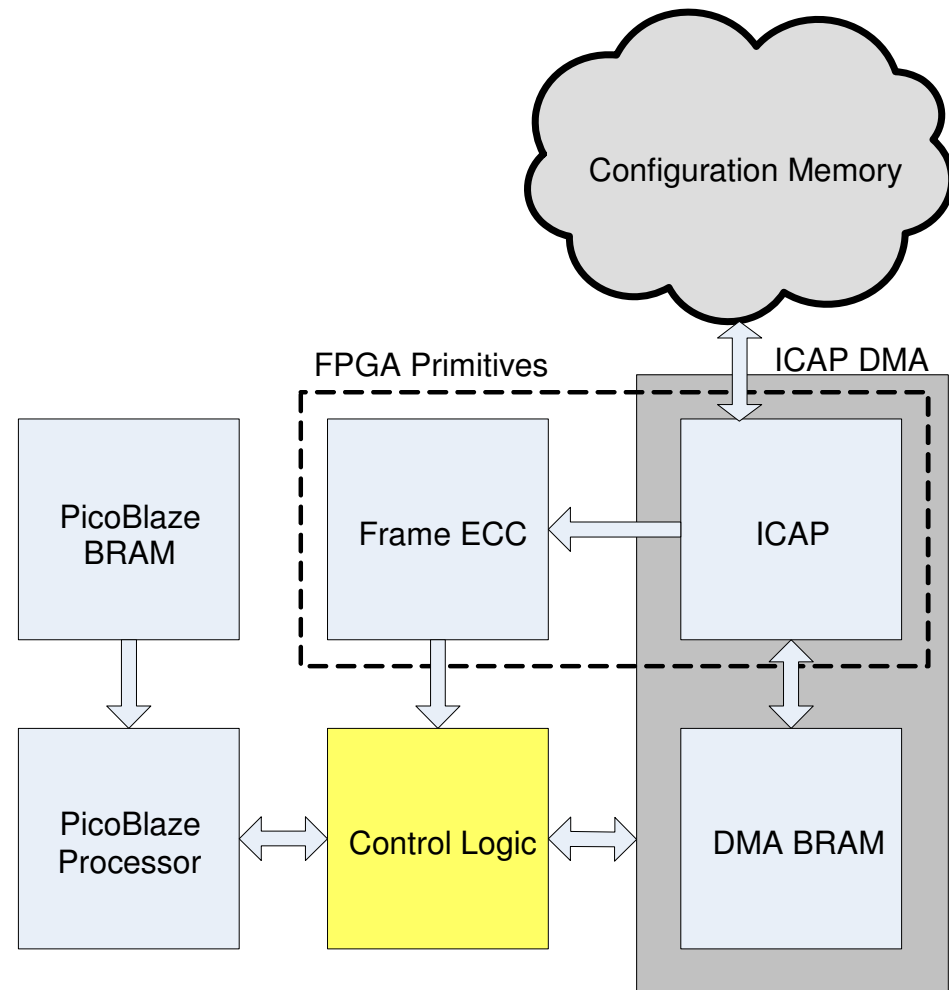 Configuration Memory
FPGA Primitives
ICAP DMA
PicoBlaze
BRAM
Frame ECC
ICAP
PicoBlaze
Processor
Control Logic
DMA BRAM